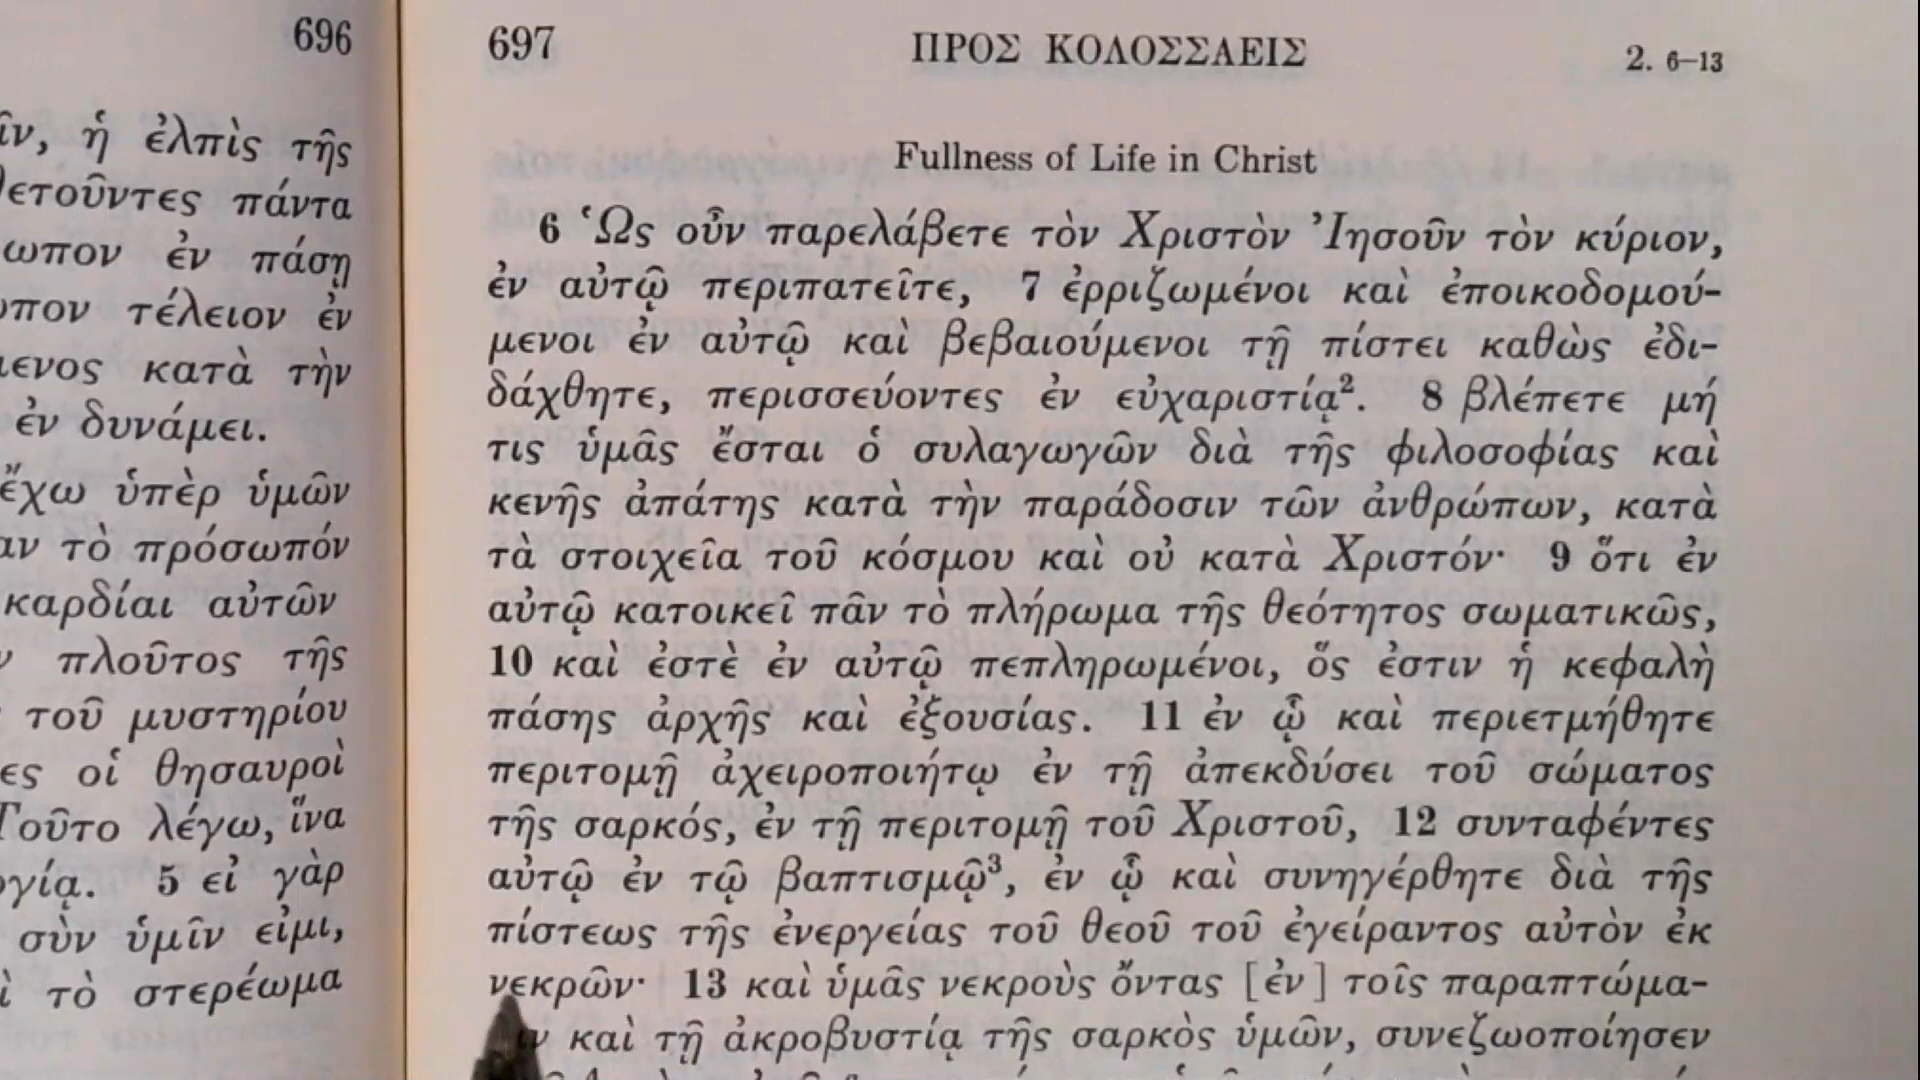 696
ἡ ἐλπὶς τῆς
πάντα
ἐν πάσῃ
τέλειον ἐν
κατὰ τὴν
ἐν δυνάμει.
ἔχω ὑπὲρ ὑμῶν
τὸ πρόσωπόν
καρδίαι αὐτῶν
πλοῦτος τῆς
τοῦ μυστηρίου
οἱ θησαυροὶ
Τοῦτο λέγω, ἵνα
5 εἰ γὰρ
σὺν ὑμῖν εἰμι,
τὸ στερέωμα
697 ΠΡΟΣ ΚΟΛΟΣΣΑΕΙΣ 2. 6–13
Fullness of Life in Christ
6 Ὡς οὖν παρελάβετε τὸν Χριστὸν Ἰησοῦν τὸν κύριον,
ἐν αὐτῷ περιπατεῖτε, 7 ἐρριζωμένοι καὶ ἐποικοδομού-
μενοι ἐν αὐτῷ καὶ βεβαιούμενοι τῇ πίστει καθὼς ἐδι-
δάχθητε, περισσεύοντες ἐν εὐχαριστίᾳ². 8 βλέπετε μή
τις ὑμᾶς ἔσται ὁ συλαγωγῶν διὰ τῆς φιλοσοφίας καὶ
κενῆς ἀπάτης κατὰ τὴν παράδοσιν τῶν ἀνθρώπων, κατὰ
τὰ στοιχεῖα τοῦ κόσμου καὶ οὐ κατὰ Χριστόν· 9 ὅτι ἐν
αὐτῷ κατοικεῖ πᾶν τὸ πλήρωμα τῆς θεότητος σωματικῶς,
10 καὶ ἐστὲ ἐν αὐτῷ πεπληρωμένοι, ὅς ἐστιν ἡ κεφαλὴ
πάσης ἀρχῆς καὶ ἐξουσίας. 11 ἐν ᾧ καὶ περιετμήθητε
περιτομῇ ἀχειροποιήτῳ ἐν τῇ ἀπεκδύσει τοῦ σώματος
τῆς σαρκός, ἐν τῇ περιτομῇ τοῦ Χριστοῦ, 12 συνταφέντες
αὐτῷ ἐν τῷ βαπτισμῷ³, ἐν ᾧ καὶ συνηγέρθητε διὰ τῆς
πίστεως τῆς ἐνεργείας τοῦ θεοῦ τοῦ ἐγείραντος αὐτὸν ἐκ
νεκρῶν· 13 καὶ ὑμᾶς νεκροὺς ὄντας [ἐν] τοῖς παραπτώμα-
καὶ τῇ ἀκροβυστίᾳ τῆς σαρκὸς ὑμῶν, συνεζωοποίησεν